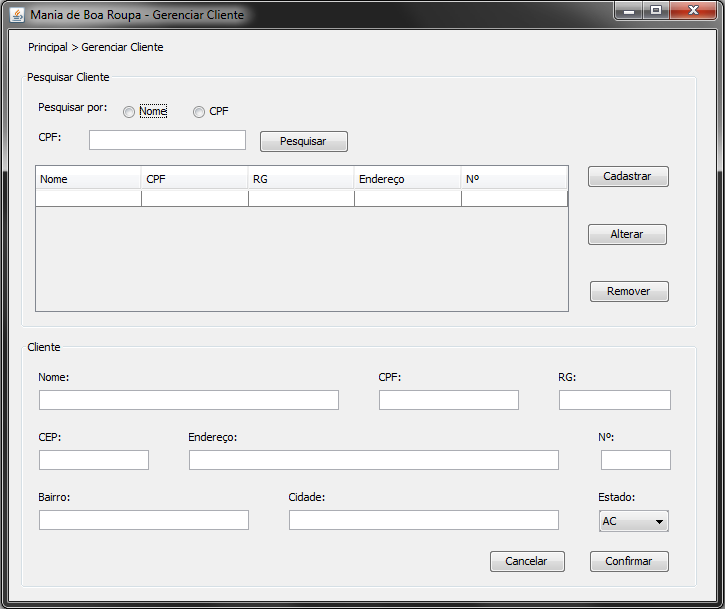 Mania de Boa Roupa - Gerenciar Cliente
Principal > Gerenciar Cliente
Pesquisar Cliente
Pesquisar por: Nome CPF
CPF: Pesquisar
Nome CPF RG Endereço Nº
Cadastrar
Alterar
Remover
Cliente
Nome: CPF: RG:
CEP: Endereço: Nº:
Bairro: Cidade: Estado:
AC
Cancelar Confirmar